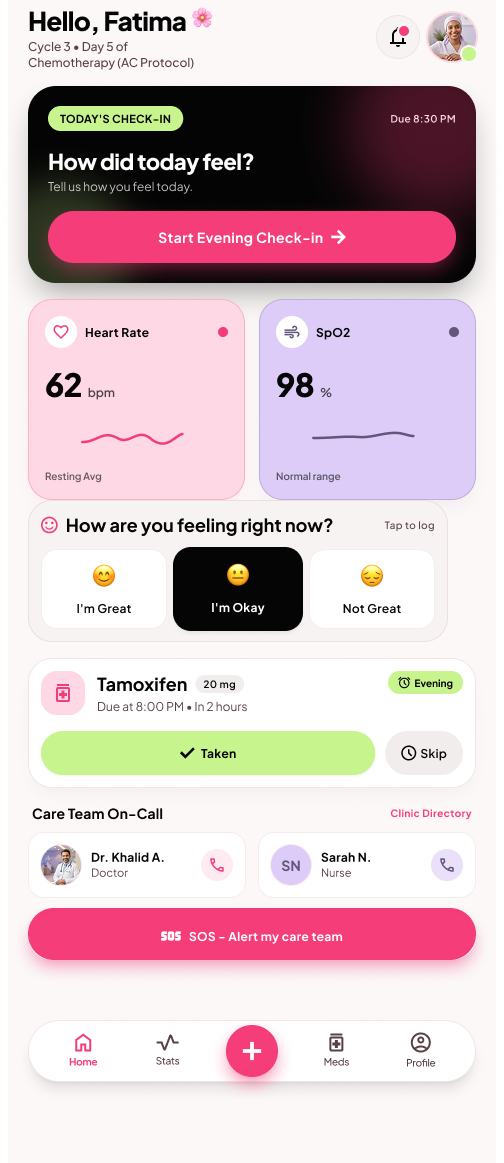 Hello, Fatima 🌸
Cycle 3 • Day 5 of
Chemotherapy (AC Protocol)
TODAY'S CHECK-IN
Due 8:30 PM
How did today feel?
Tell us how you feel today.
Start Evening Check-in →
Heart Rate
62 bpm
Resting Avg
SpO2
98 %
Normal range
How are you feeling right now?
Tap to log
😊
I'm Great
😐
I'm Okay
😔
Not Great
Tamoxifen 20 mg
Evening
Due at 8:00 PM • In 2 hours
Taken
Skip
Care Team On-Call
Clinic Directory
Dr. Khalid A.
Doctor
SN
Sarah N.
Nurse
SOS SOS - Alert my care team
Home
Stats
+
Meds
Profile